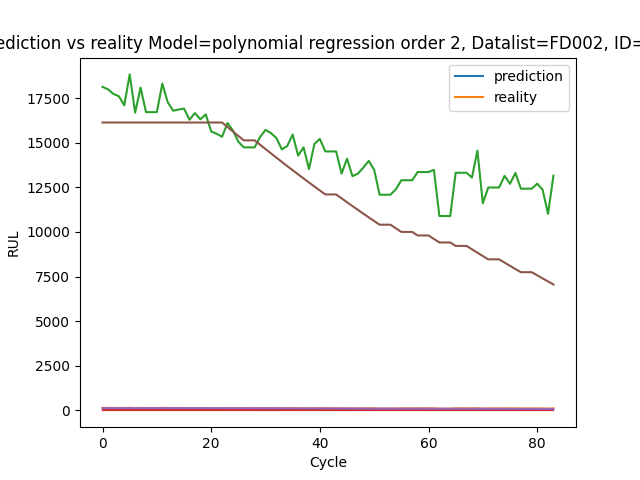 ediction vs reality Model=polynomial regression order 2, Datalist=FD002, ID=
prediction
reality
17500
15000
12500
10000
7500
5000
2500
0
RUL
0 20 40 60 80
Cycle